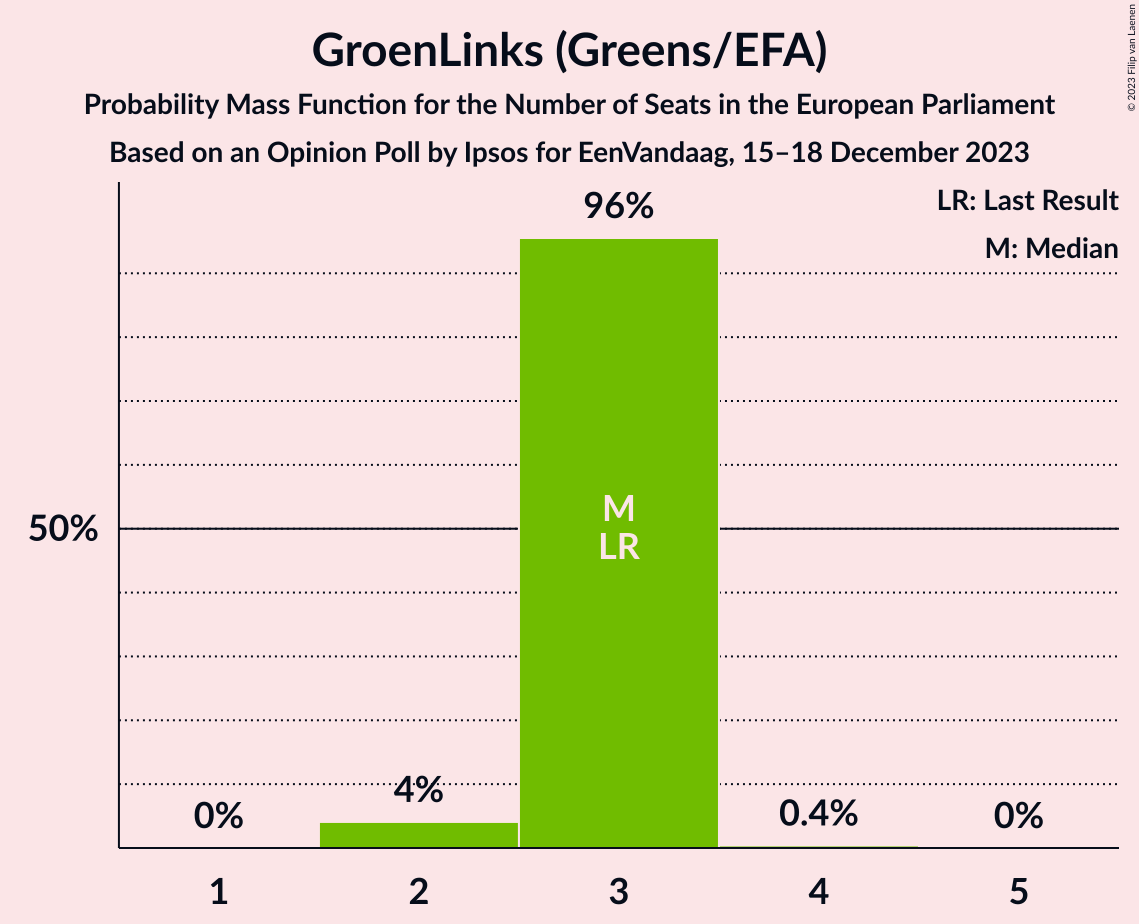 GroenLinks (Greens/EFA)
Probability Mass Function for the Number of Seats in the European Parliament
Based on an Opinion Poll by Ipsos for EenVandaag, 15–18 December 2023
© 2023 Filip van Laenen
LR: Last Result
M: Median
96%
50%
M
LR
0%
4%
0.4%
0%
1
2
3
4
5